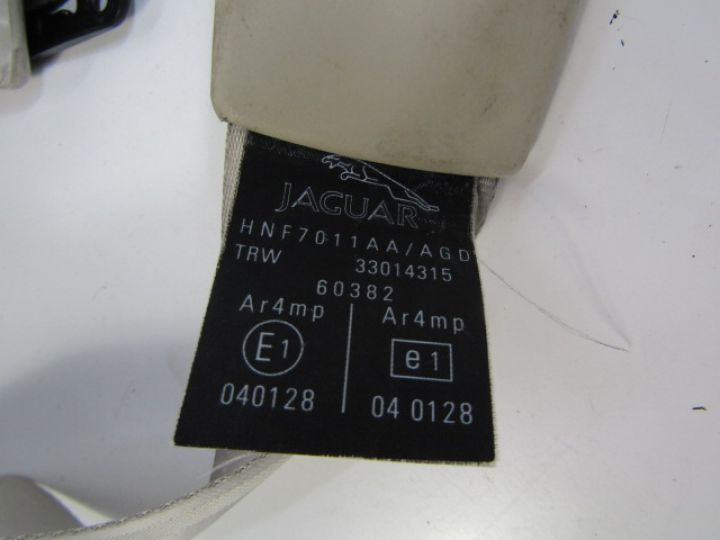 JAGUAR
HNF7011AA/AGD
TRW 33014315
60382
Ar4mp Ar4mp
E1 e1
040128 04 0128